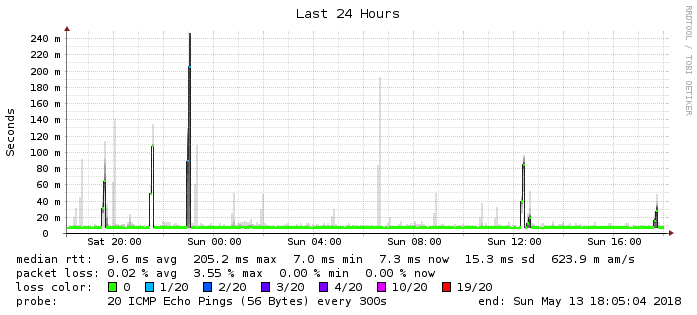 Last 24 Hours
RRDTOOL / TOBI OETIKER
Seconds
240 m
220 m
200 m
180 m
160 m
140 m
120 m
100 m
80 m
60 m
40 m
20 m
0
Sat 20:00 Sun 00:00 Sun 04:00 Sun 08:00 Sun 12:00 Sun 16:00
median rtt: 9.6 ms avg 205.2 ms max 7.0 ms min 7.3 ms now 15.3 ms sd 623.9 m am/s
packet loss: 0.02 % avg 3.55 % max 0.00 % min 0.00 % now
loss color: 0 1/20 2/20 3/20 4/20 10/20 19/20
probe: 20 ICMP Echo Pings (56 Bytes) every 300s end: Sun May 13 18:05:04 2018